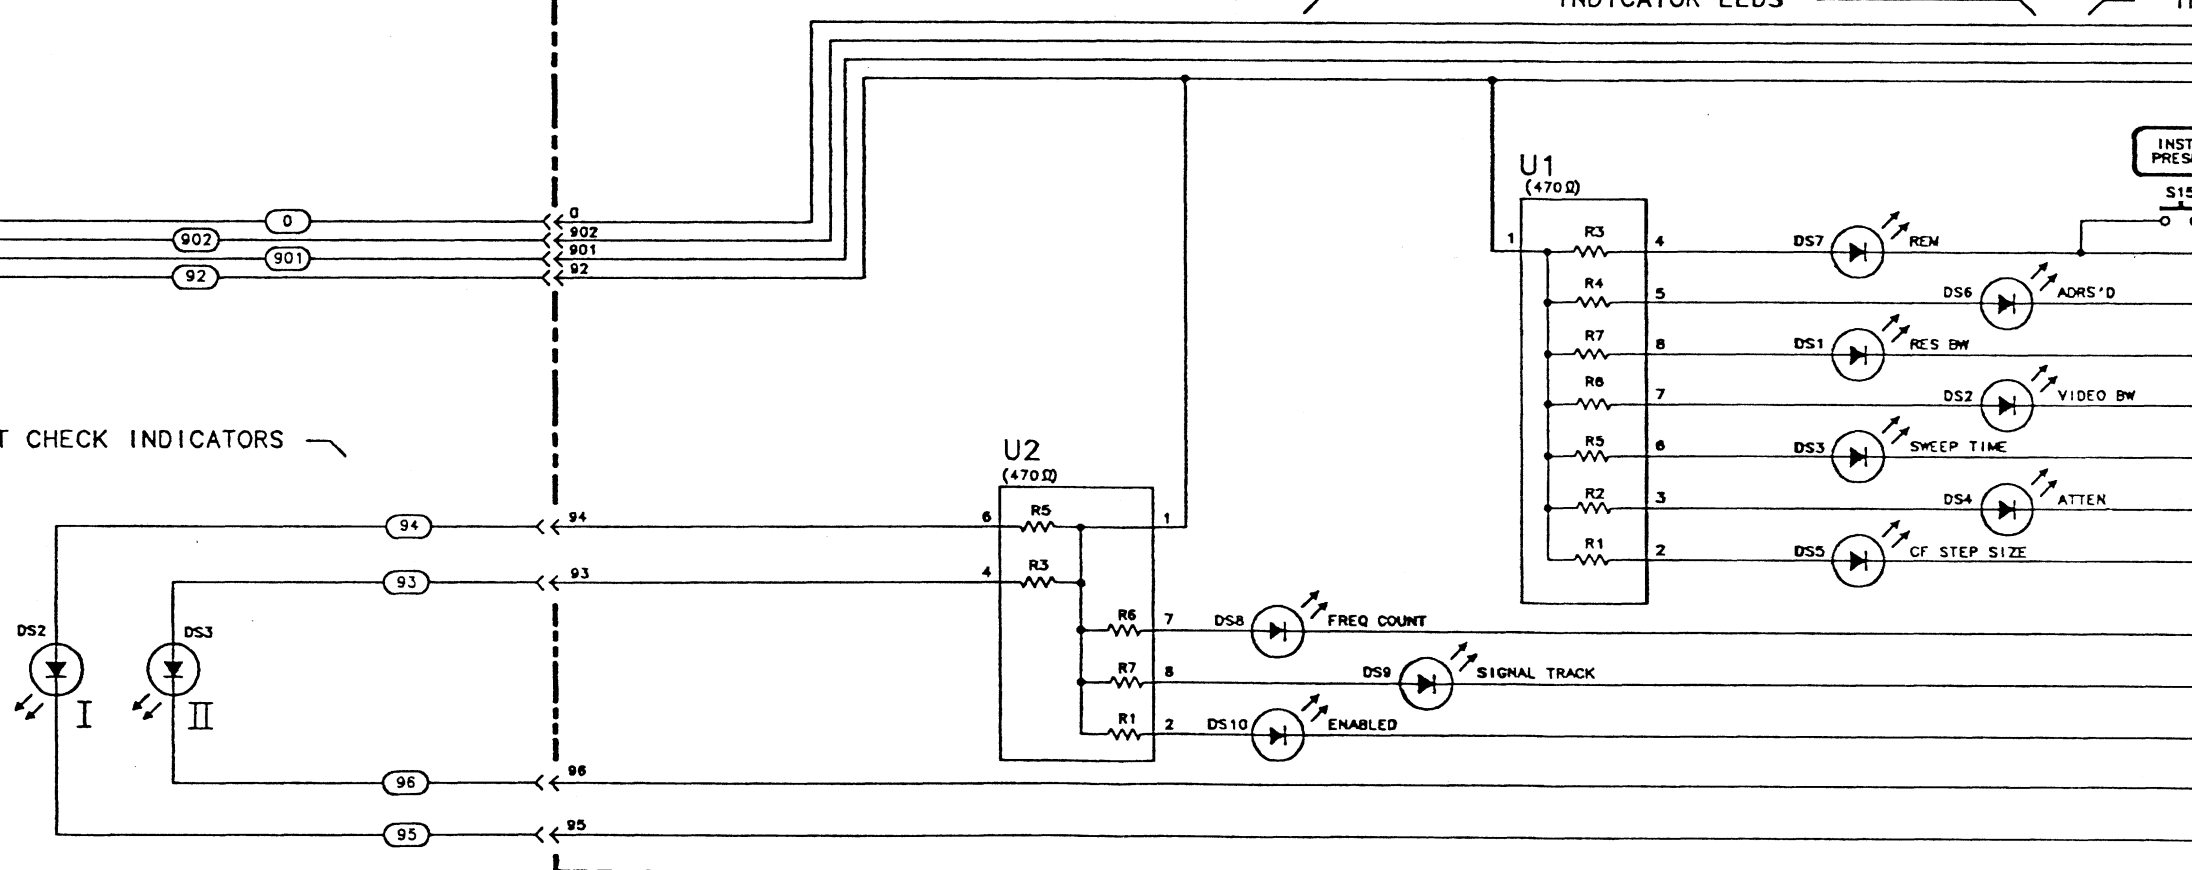 INDICATOR LEDS
INST
PRES
S15
U1
(470Ω)
0
0
902
902
901
901
92
92
1
R3
4
DS7
REM
R4
5
DS6
ADRS'D
R7
8
DS1
RES BW
R6
7
DS2
VIDEO BW
R5
6
DS3
SWEEP TIME
R2
3
DS4
ATTEN
R1
2
DS5
CF STEP SIZE
T CHECK INDICATORS
U2
(470Ω)
94
94
6
R5
1
93
93
4
R3
R6
7
DS8
FREQ COUNT
R7
8
DS9
SIGNAL TRACK
R1
2
DS10
ENABLED
DS2
DS3
I
II
96
96
95
95